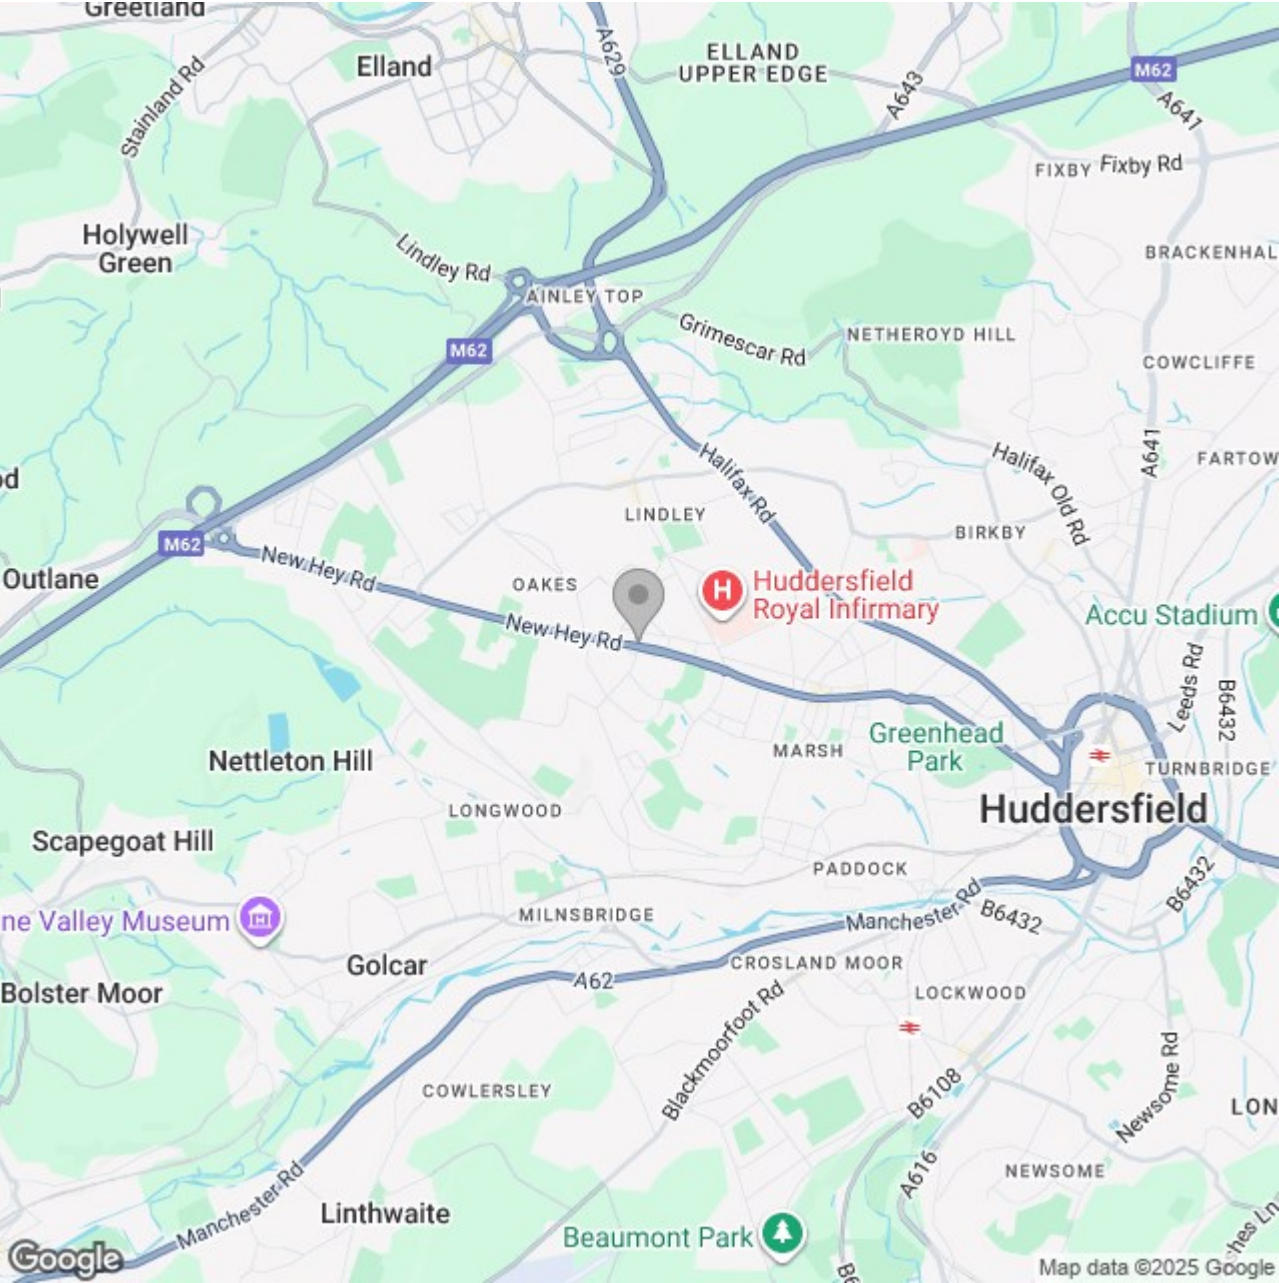 Greetland
Elland
A629
ELLAND
UPPER EDGE
M62
A643
A641
Stainland Rd
FIXBY
Fixby Rd
Holywell
Green
Lindley Rd
BRACKENHAL
AINLEY TOP
Grimescar Rd
NETHEROYD HILL
M62
COWCLIFFE
A641
Halifax Rd
Halifax Old Rd
FARTOW
od
LINDLEY
BIRKBY
M62
New Hey Rd
Outlane
OAKES
H
Huddersfield
Royal Infirmary
Accu Stadium
New Hey Rd
Leeds Rd
B6432
Greenhead
Park
MARSH
Nettleton Hill
TURNBRIDGE
LONGWOOD
Huddersfield
Scapegoat Hill
PADDOCK
B6432
ne Valley Museum
MILNSBRIDGE
Manchester Rd
B6432
Golcar
A62
CROSLAND MOOR
Bolster Moor
LOCKWOOD
Blackmoorfoot Rd
COWLERSLEY
B6108
Newsome Rd
LON
A616
NEWSOME
Manchester Rd
Linthwaite
Beaumont Park
hes Ln
B6
Google
Map data ©2025 Google